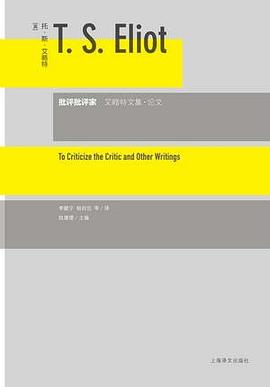 托·斯·艾略特
T. S. Eliot
批评批评家 艾略特文集·论文
To Criticize the Critic and Other Writings
李赋宁 杨自伍 等 / 译
陆建德 / 主编
上海译文出版社